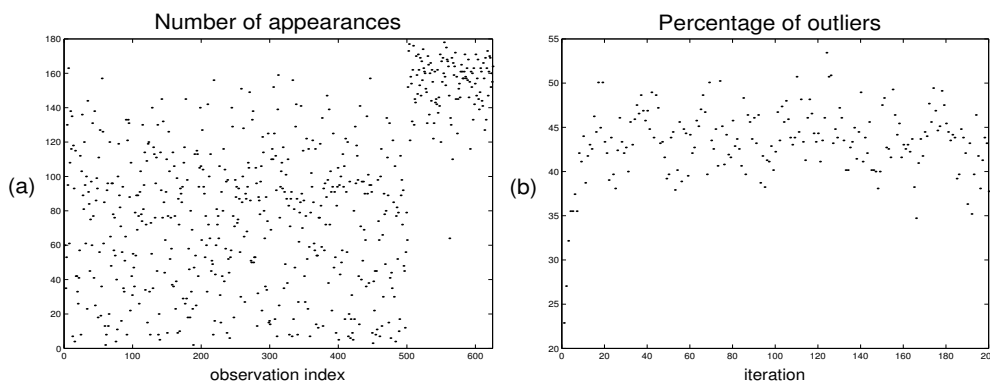 Number of appearances
180
160
140
120
100
80
60
40
20
0
(a)
0 100 200 300 400 500 600
observation index
Percentage of outliers
55
50
45
40
35
30
25
20
(b)
0 20 40 60 80 100 120 140 160 180 200
iteration